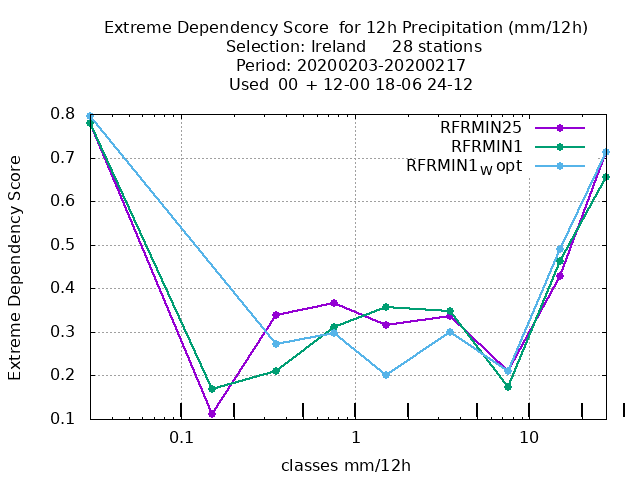 Extreme Dependency Score  for 12h Precipitation (mm/12h)
Selection: Ireland     28 stations
Period: 20200203-20200217
Used  00 + 12-00 18-06 24-12
RFRMIN25
RFRMIN1
RFRMIN1W opt
Extreme Dependency Score
0.8
0.7
0.6
0.5
0.4
0.3
0.2
0.1
0.1 1 10
classes mm/12h